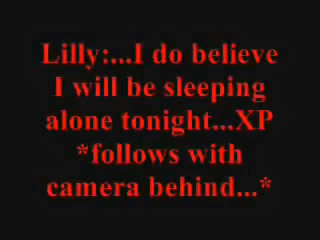 Lilly:...I do believe
I will be sleeping
alone tonight...XP
*follows with
camera behind...*